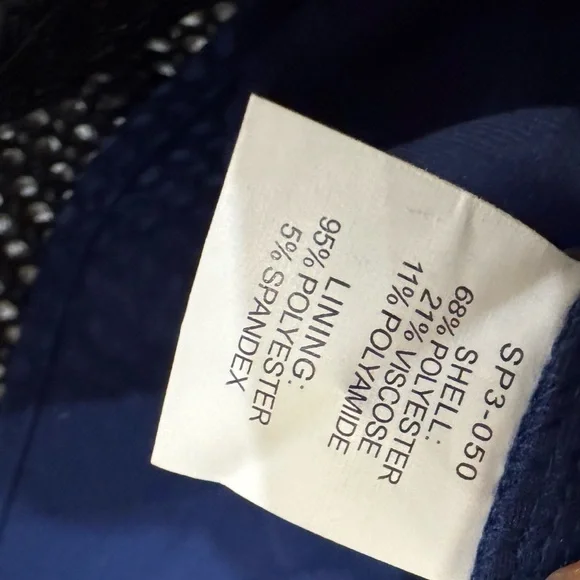 SP3-050
SHELL:
68% POLYESTER
21% VISCOSE
11% POLYAMIDE
LINING:
95% POLYESTER
5% SPANDEX